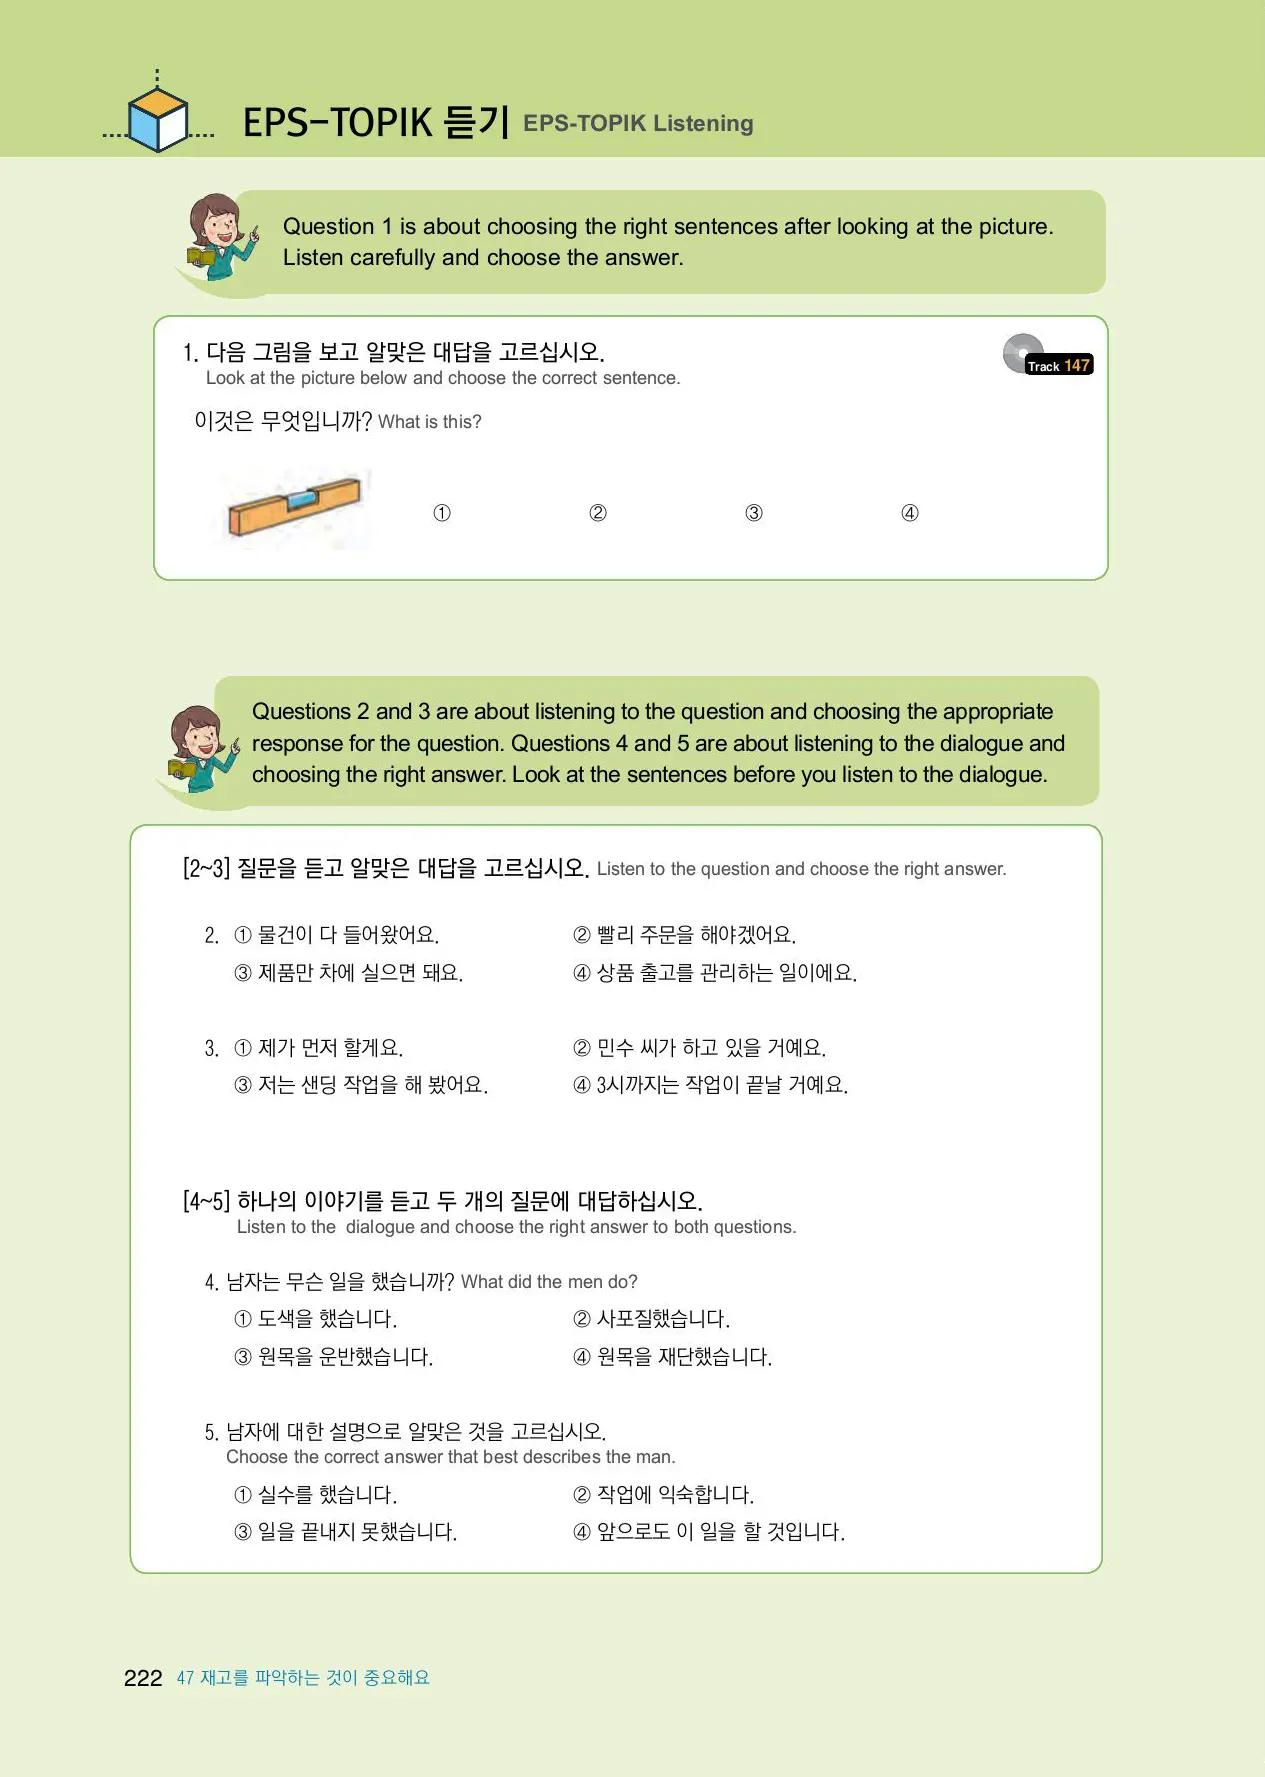 EPS-TOPIK 듣기 EPS-TOPIK Listening
Question 1 is about choosing the right sentences after looking at the picture.
Listen carefully and choose the answer.
1. 다음 그림을 보고 알맞은 대답을 고르십시오.
Track 147
Look at the picture below and choose the correct sentence.
이것은 무엇입니까? What is this?
① ② ③ ④
Questions 2 and 3 are about listening to the question and choosing the appropriate
response for the question. Questions 4 and 5 are about listening to the dialogue and
choosing the right answer. Look at the sentences before you listen to the dialogue.
[2~3] 질문을 듣고 알맞은 대답을 고르십시오. Listen to the question and choose the right answer.
2. ① 물건이 다 들어왔어요. ② 빨리 주문을 해야겠어요.
③ 제품만 차에 실으면 돼요. ④ 상품 출고를 관리하는 일이에요.
3. ① 제가 먼저 할게요. ② 민수 씨가 하고 있을 거예요.
③ 저는 샌딩 작업을 해 봤어요. ④ 3시까지는 작업이 끝날 거예요.
[4~5] 하나의 이야기를 듣고 두 개의 질문에 대답하십시오.
Listen to the dialogue and choose the right answer to both questions.
4. 남자는 무슨 일을 했습니까? What did the men do?
① 도색을 했습니다. ② 사포질했습니다.
③ 원목을 운반했습니다. ④ 원목을 재단했습니다.
5. 남자에 대한 설명으로 알맞은 것을 고르십시오.
Choose the correct answer that best describes the man.
① 실수를 했습니다. ② 작업에 익숙합니다.
③ 일을 끝내지 못했습니다. ④ 앞으로도 이 일을 할 것입니다.
222 47 재고를 파악하는 것이 중요해요